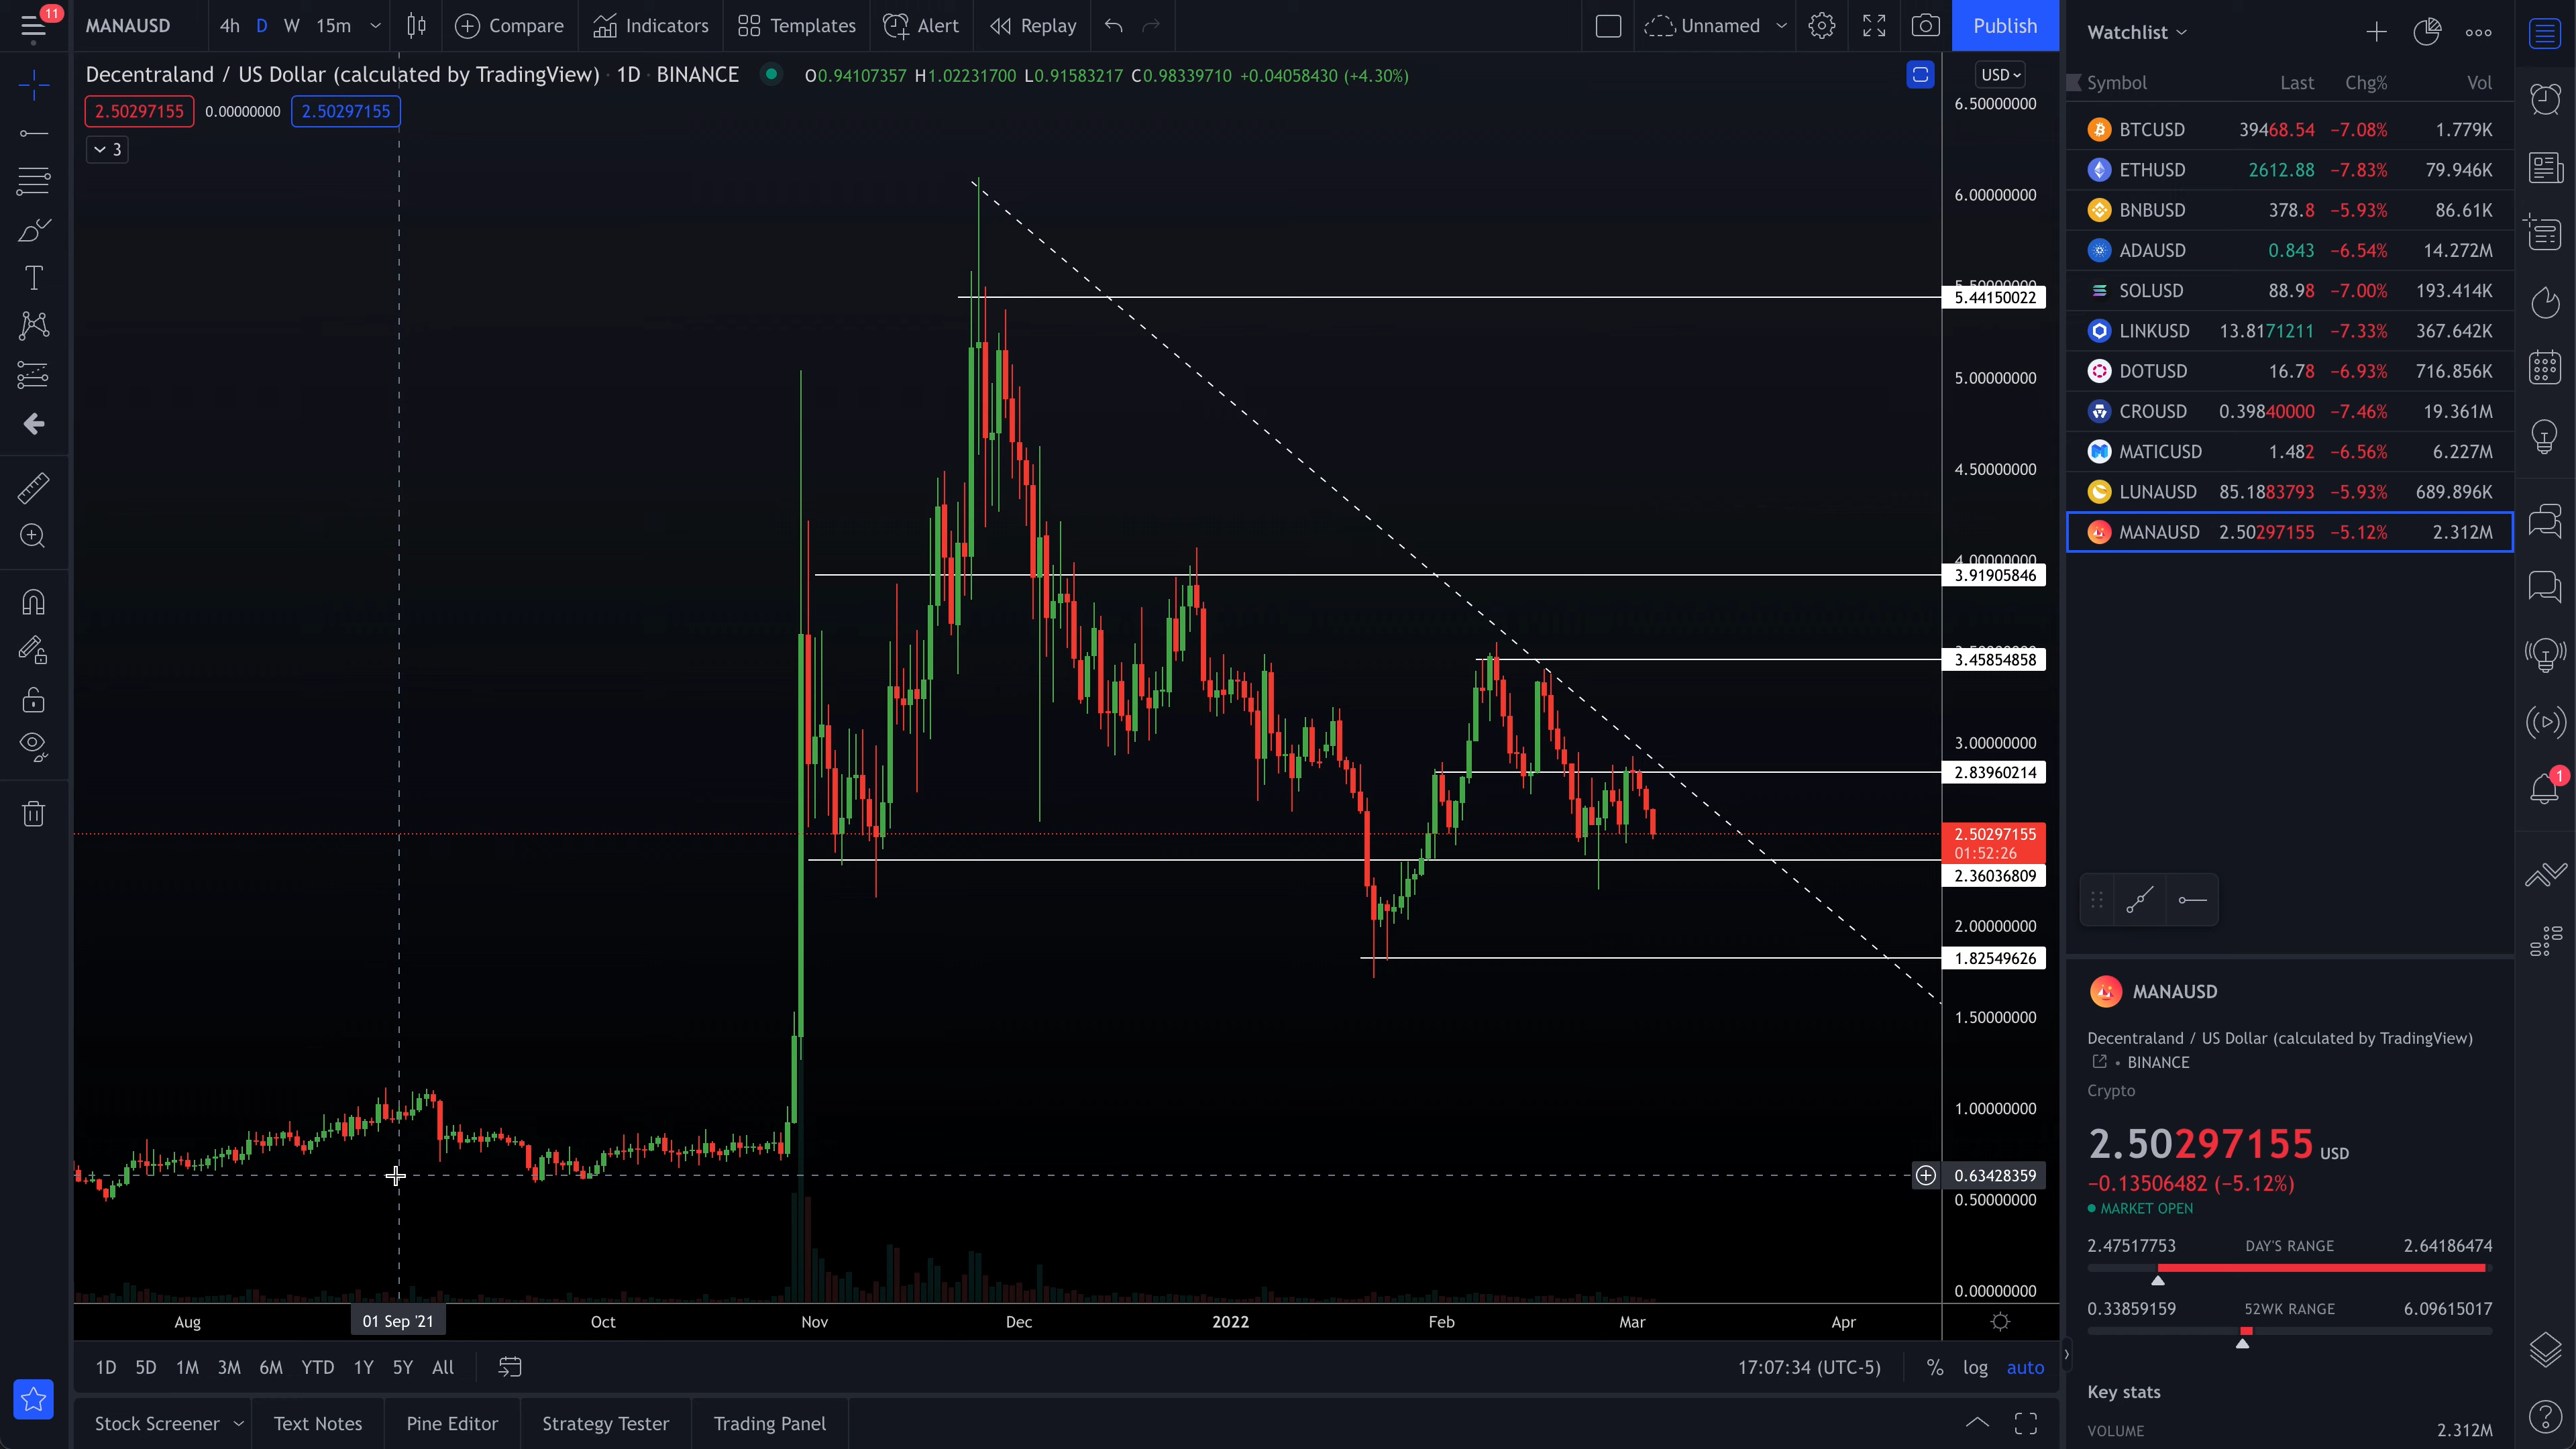 11
MANAUSD 4h D W 15m Compare Indicators Templates Alert Replay Unnamed Publish
Decentraland / US Dollar (calculated by TradingView) · 1D · BINANCE O0.94107357 H1.02231700 L0.91583217 C0.98339710 +0.04058430 (+4.30%)
2.50297155 0.00000000 2.50297155
3
USD
6.50000000
6.00000000
5.44150022
5.00000000
4.50000000
4.00000000
3.91905846
3.45854858
3.00000000
2.83960214
2.50297155
01:52:26
2.36036809
2.00000000
1.82549626
1.50000000
1.00000000
0.63428359
0.50000000
0.00000000
Aug 01 Sep '21 Oct Nov Dec 2022 Feb Mar Apr
1D 5D 1M 3M 6M YTD 1Y 5Y All 17:07:34 (UTC-5) % log auto
Stock Screener Text Notes Pine Editor Strategy Tester Trading Panel
Watchlist
Symbol Last Chg% Vol
BTCUSD 39468.54 −7.08% 1.779K
ETHUSD 2612.88 −7.83% 79.946K
BNBUSD 378.8 −5.93% 86.61K
ADAUSD 0.843 −6.54% 14.272M
SOLUSD 88.98 −7.00% 193.414K
LINKUSD 13.8171211 −7.33% 367.642K
DOTUSD 16.78 −6.93% 716.856K
CROUSD 0.39840000 −7.46% 19.361M
MATICUSD 1.482 −6.56% 6.227M
LUNAUSD 85.1883793 −5.93% 689.896K
MANAUSD 2.50297155 −5.12% 2.312M
1
MANAUSD
Decentraland / US Dollar (calculated by TradingView)
• BINANCE
Crypto
2.50297155 USD
−0.13506482 (−5.12%)
MARKET OPEN
2.47517753 DAY'S RANGE 2.64186474
0.33859159 52WK RANGE 6.09615017
Key stats
VOLUME 2.312M